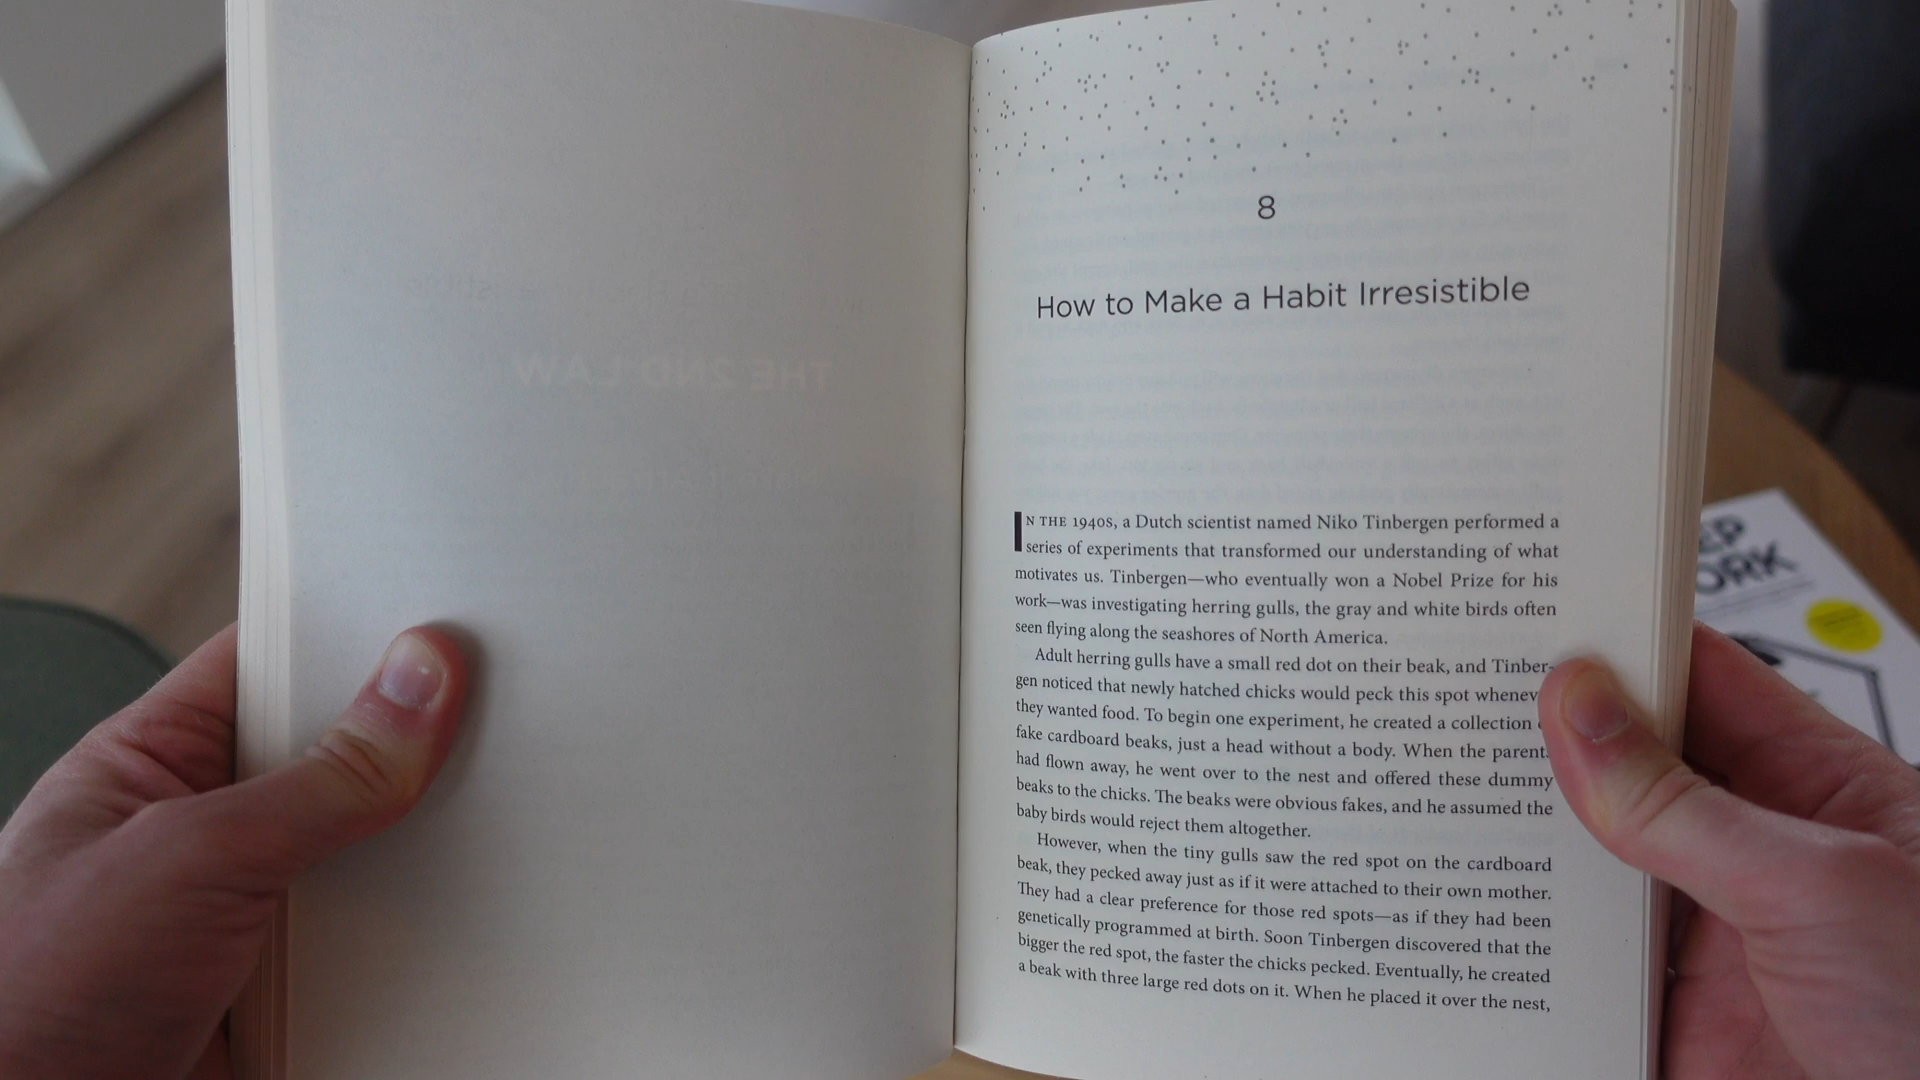 THE 2ND LAW
8
How to Make a Habit Irresistible
IN THE 1940s, a Dutch scientist named Niko Tinbergen performed a
series of experiments that transformed our understanding of what
motivates us. Tinbergen—who eventually won a Nobel Prize for his
work—was investigating herring gulls, the gray and white birds often
seen flying along the seashores of North America.
Adult herring gulls have a small red dot on their beak, and Tinber-
gen noticed that newly hatched chicks would peck this spot
they wanted food. To begin one experiment, he created a collection
fake cardboard beaks, just a head without a body. When the
had flown away, he went over to the nest and offered these dummy
beaks to the chicks. The beaks were obvious fakes, and he assumed the
baby birds would reject them altogether.
However, when the tiny gulls saw the red spot on the cardboard
beak, they pecked away just as if it were attached to their own mother.
They had a clear preference for those red spots—as if they had been
genetically programmed at birth. Soon Tinbergen discovered that the
bigger the red spot, the faster the chicks pecked. Eventually, he created
a beak with three large red dots on it. When he placed it over the nest,